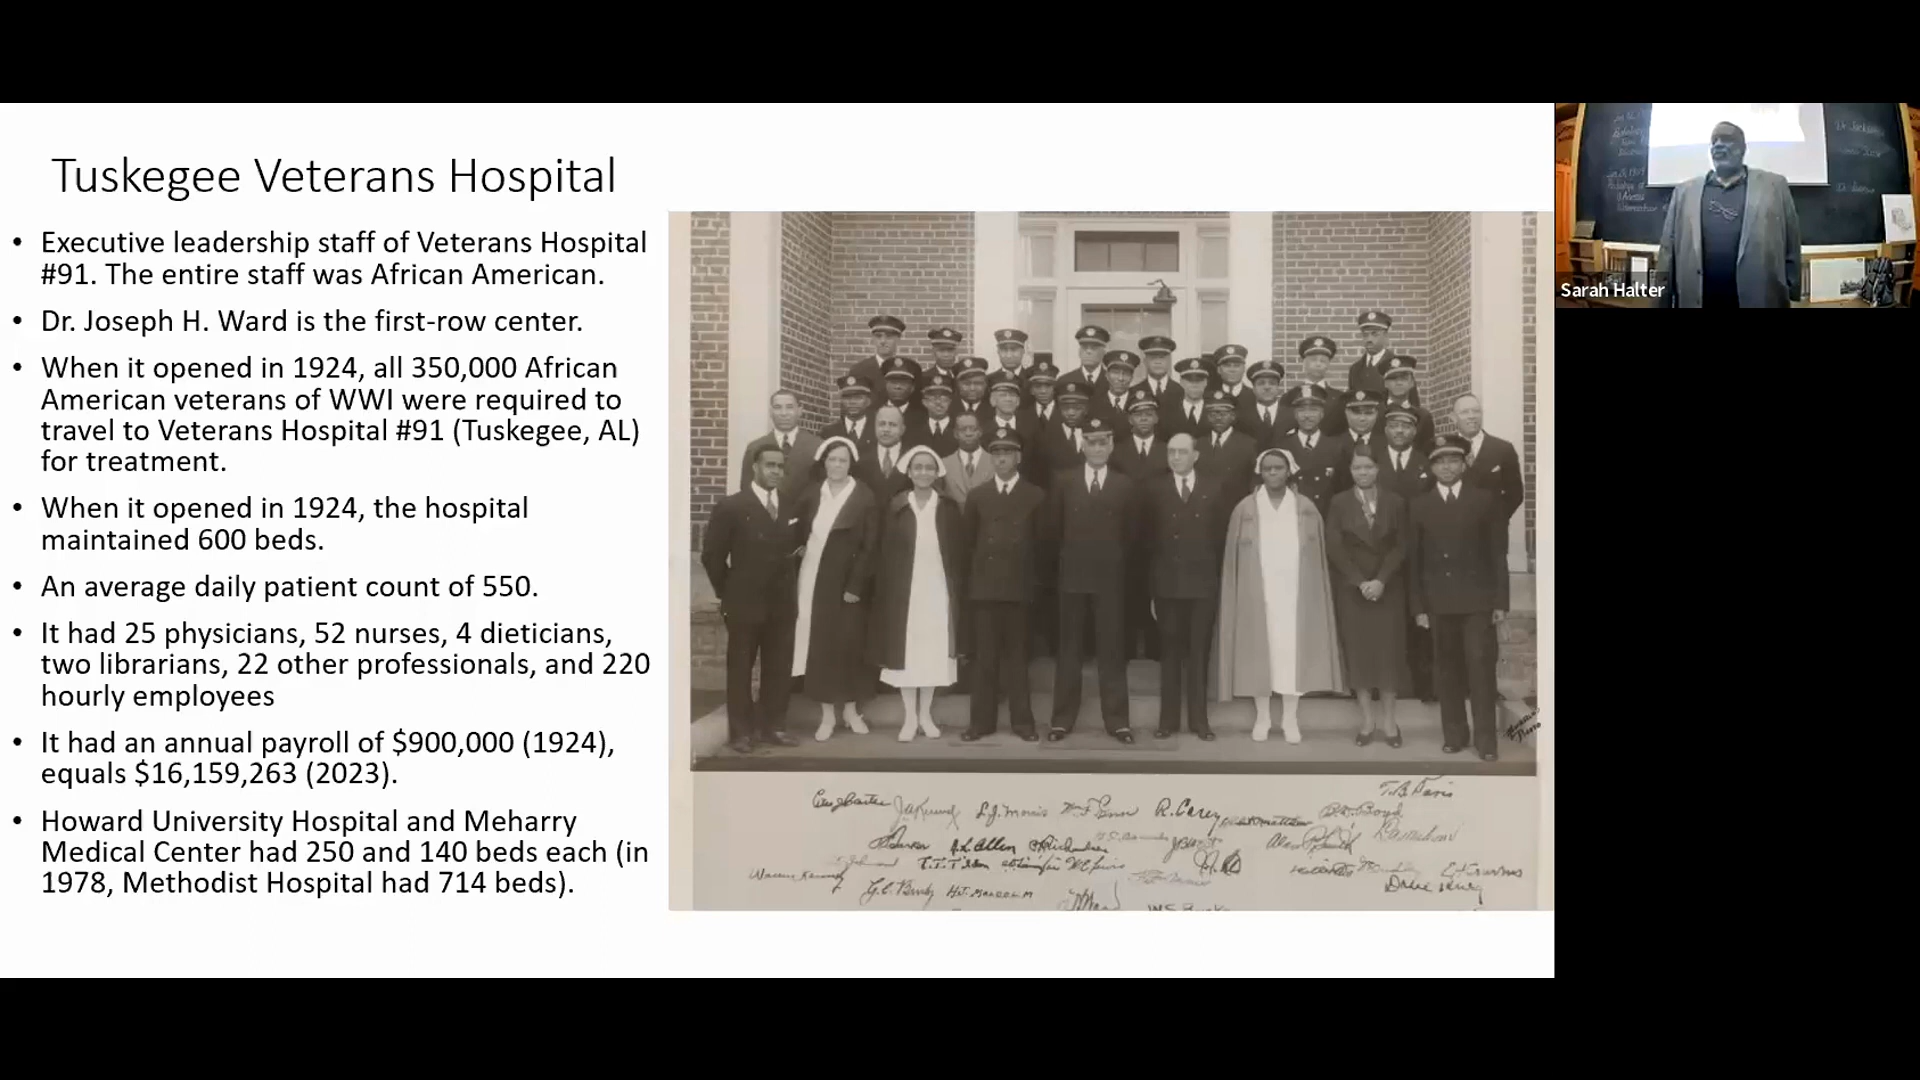 Tuskegee Veterans Hospital
• Executive leadership staff of Veterans Hospital
#91. The entire staff was African American.
• Dr. Joseph H. Ward is the first-row center.
• When it opened in 1924, all 350,000 African
American veterans of WWI were required to
travel to Veterans Hospital #91 (Tuskegee, AL)
for treatment.
• When it opened in 1924, the hospital
maintained 600 beds.
• An average daily patient count of 550.
• It had 25 physicians, 52 nurses, 4 dieticians,
two librarians, 22 other professionals, and 220
hourly employees
• It had an annual payroll of $900,000 (1924),
equals $16,159,263 (2023).
• Howard University Hospital and Meharry
Medical Center had 250 and 140 beds each (in
1978, Methodist Hospital had 714 beds).
R. Carey
Sarah Halter